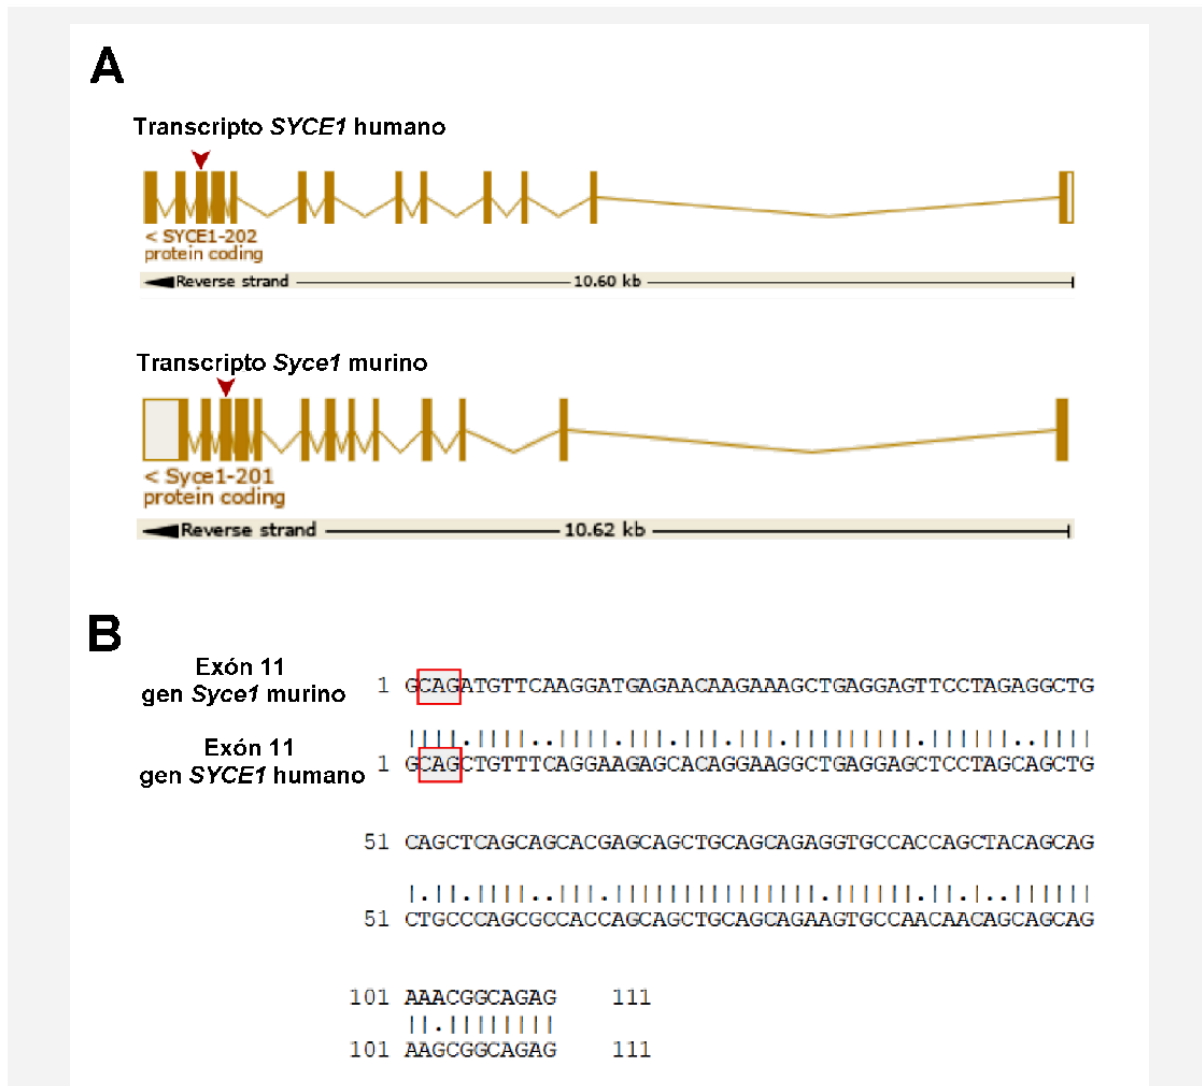 A
Transcripto SYCE1 humano
< SYCE1-202
protein coding
Reverse strand
10.60 kb
Transcripto Syce1 murino
< Syce1-201
protein coding
Reverse strand
10.62 kb
B
Exón 11
gen Syce1 murino
1 GCAGATGTTCAAGGATGAGAACAAGAAAGCTGAGGAGTTCCTAGAGGCTG
||||.||||..||||.|||.|||.|||.|||||||||.||||||..||||
Exón 11
gen SYCE1 humano
1 GCAGCTGTTTCAGGAAGAGCACAGGAAGGCTGAGGAGCTCCTAGCAGCTG
51 CAGCTCAGCAGCACGAGCAGCTGCAGCAGAGGTGCCACCAGCTACAGCAG
|.||.||||..|||.|||||||||||||||.||||||.||.|..||||||
51 CTGCCCAGCGCCACCAGCAGCTGCAGCAGAAGTGCCAACAACAGCAGCAG
101 AAACGGCAGAG 111
||.||||||||
101 AAGCGGCAGAG 111